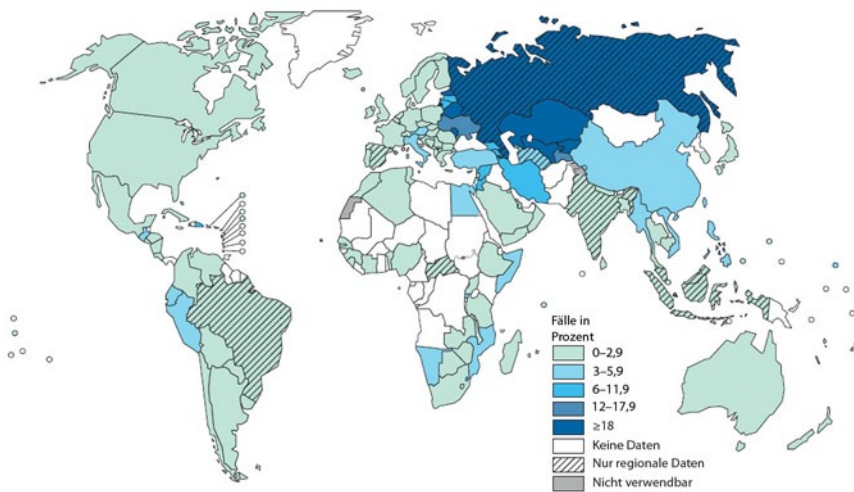 Fälle in
Prozent
0–2,9
3–5,9
6–11,9
12–17,9
≥18
Keine Daten
Nur regionale Daten
Nicht verwendbar